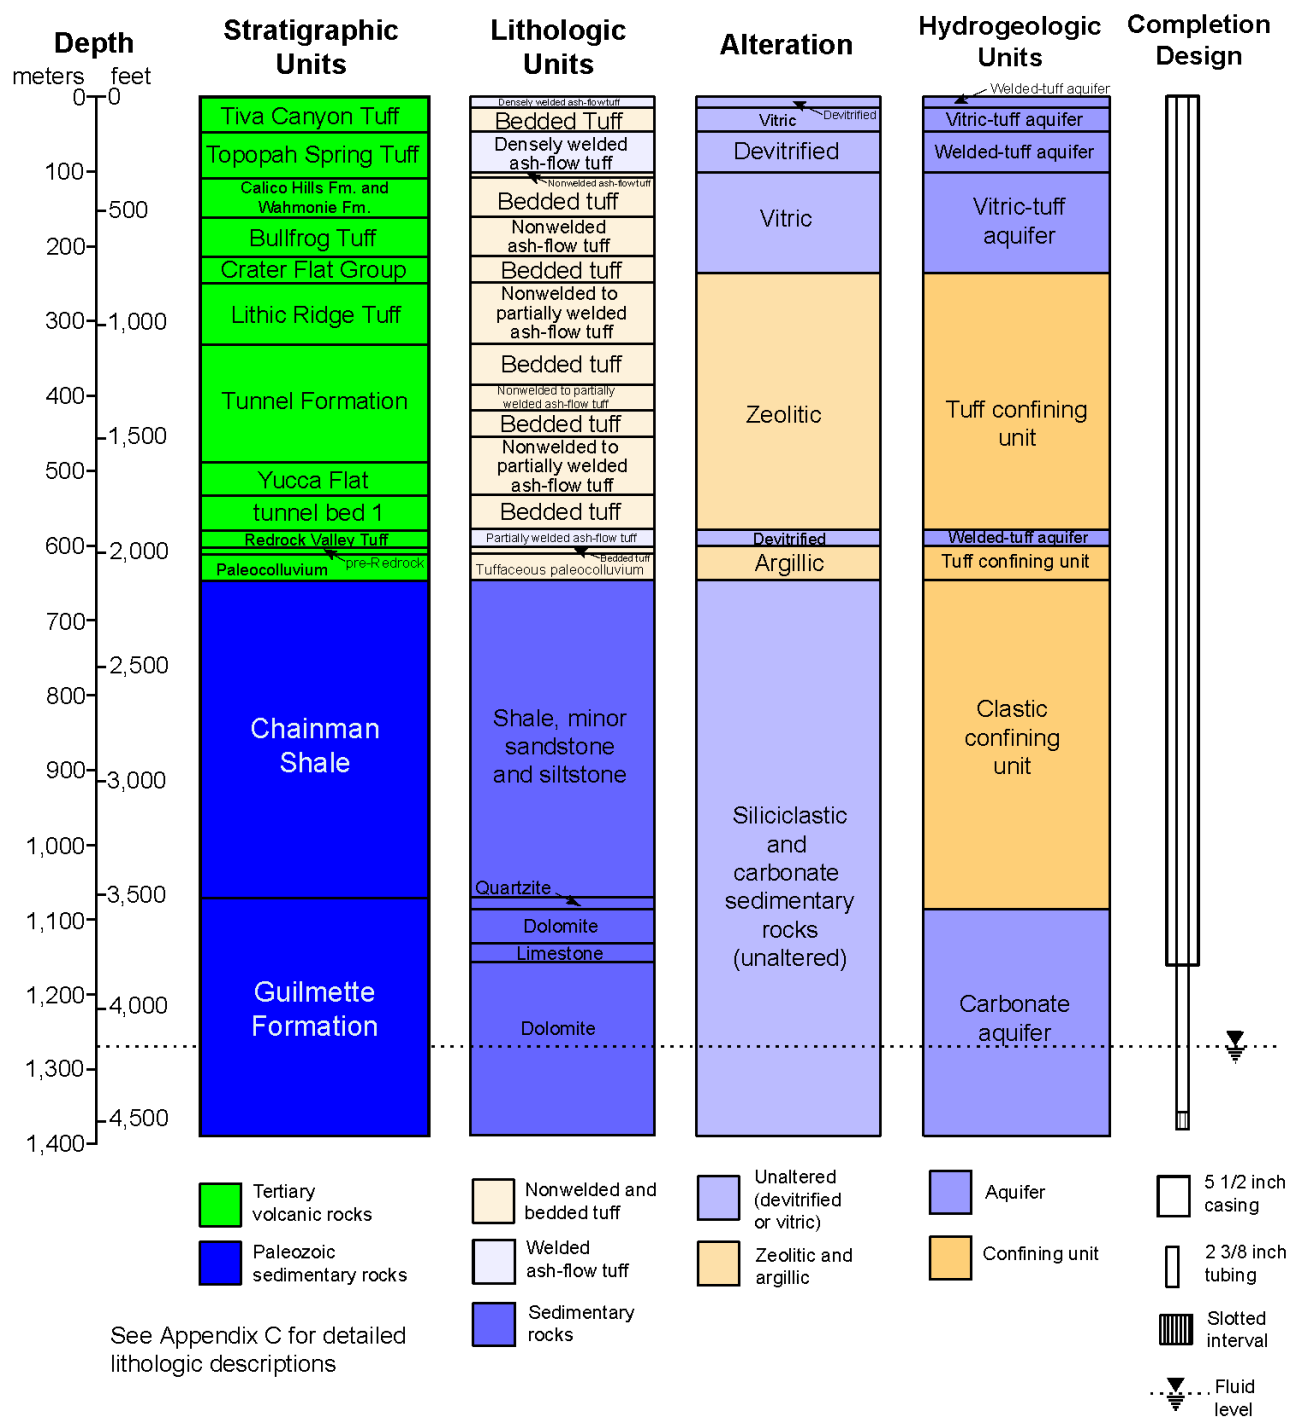 Depth
meters feet
Stratigraphic
Units
Lithologic
Units
Alteration
Hydrogeologic
Units
Completion
Design
0
100
200
300
400
500
600
700
800
900
1,000
1,100
1,200
1,300
1,400
0
500
1,000
1,500
2,000
2,500
3,000
3,500
4,000
4,500
Tiva Canyon Tuff
Topopah Spring Tuff
Calico Hills Fm. and
Wahmonie Fm.
Bullfrog Tuff
Crater Flat Group
Lithic Ridge Tuff
Tunnel Formation
Yucca Flat
tunnel bed 1
Redrock Valley Tuff
pre-Redrock
Paleocolluvium
Chainman
Shale
Guilmette
Formation
Densely welded ash-flow tuff
Bedded Tuff
Densely welded
ash-flow tuff
Nonwelded ash-flow tuff
Bedded tuff
Nonwelded
ash-flow tuff
Bedded tuff
Nonwelded to
partially welded
ash-flow tuff
Bedded tuff
Nonwelded to partially
welded ash-flow tuff
Bedded tuff
Nonwelded to
partially welded
ash-flow tuff
Bedded tuff
Partially welded ash-flow tuff
Bedded tuff
Tuffaceous paleocolluvium
Shale, minor
sandstone
and siltstone
Quartzite
Dolomite
Limestone
Dolomite
Devitrified
Vitric
Devitrified
Vitric
Zeolitic
Devitrified
Argillic
Siliciclastic
and
carbonate
sedimentary
rocks
(unaltered)
Welded-tuff aquifer
Vitric-tuff aquifer
Welded-tuff aquifer
Vitric-tuff
aquifer
Tuff confining
unit
Welded-tuff aquifer
Tuff confining unit
Clastic
confining
unit
Carbonate
aquifer
Tertiary
volcanic rocks
Paleozoic
sedimentary rocks
Nonwelded and
bedded tuff
Welded
ash-flow tuff
Sedimentary
rocks
Unaltered
(devitrified
or vitric)
Zeolitic and
argillic
Aquifer
Confining unit
5 1/2 inch
casing
2 3/8 inch
tubing
Slotted
interval
Fluid
level
See Appendix C for detailed
lithologic descriptions